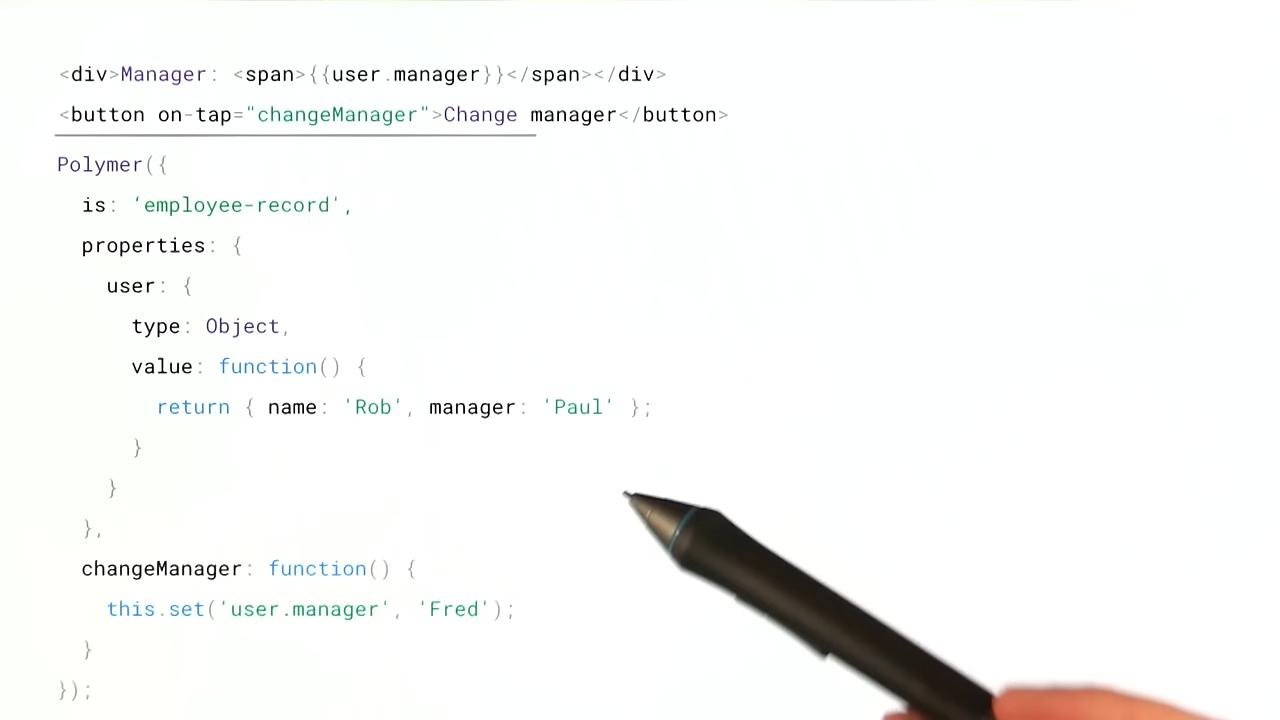 <div>Manager: <span>{{user.manager}}</span></div>
<button on-tap="changeManager">Change manager</button>
Polymer({
is: ‘employee-record',
properties: {
user: {
type: Object,
value: function() {
return { name: 'Rob', manager: 'Paul' };
}
}
},
changeManager: function() {
this.set('user.manager', 'Fred');
}
});